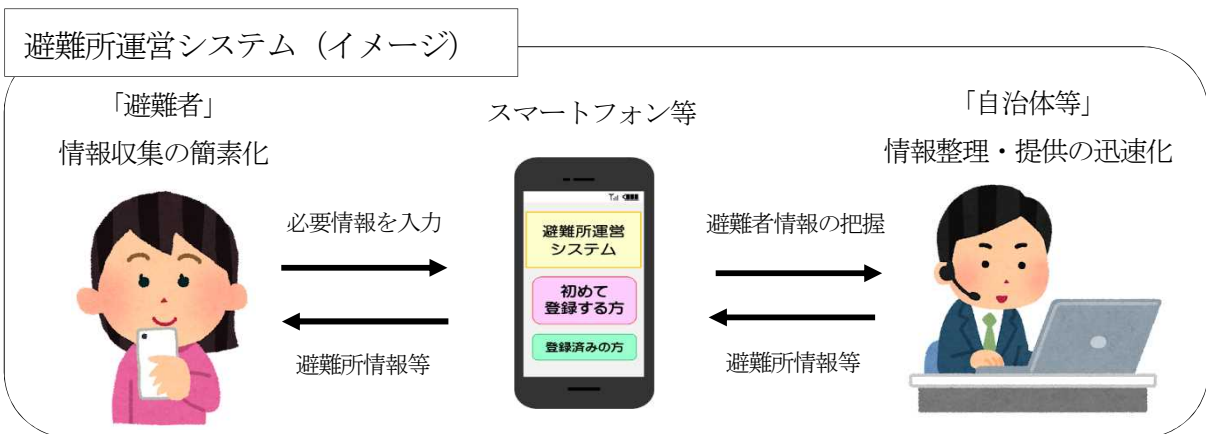 避難所運営システム（イメージ）
「避難者」
情報収集の簡素化
スマートフォン等
「自治体等」
情報整理・提供の迅速化
必要情報を入力
避難所情報等
避難所運営
システム
初めて
登録する方
登録済みの方
避難者情報の把握
避難所情報等